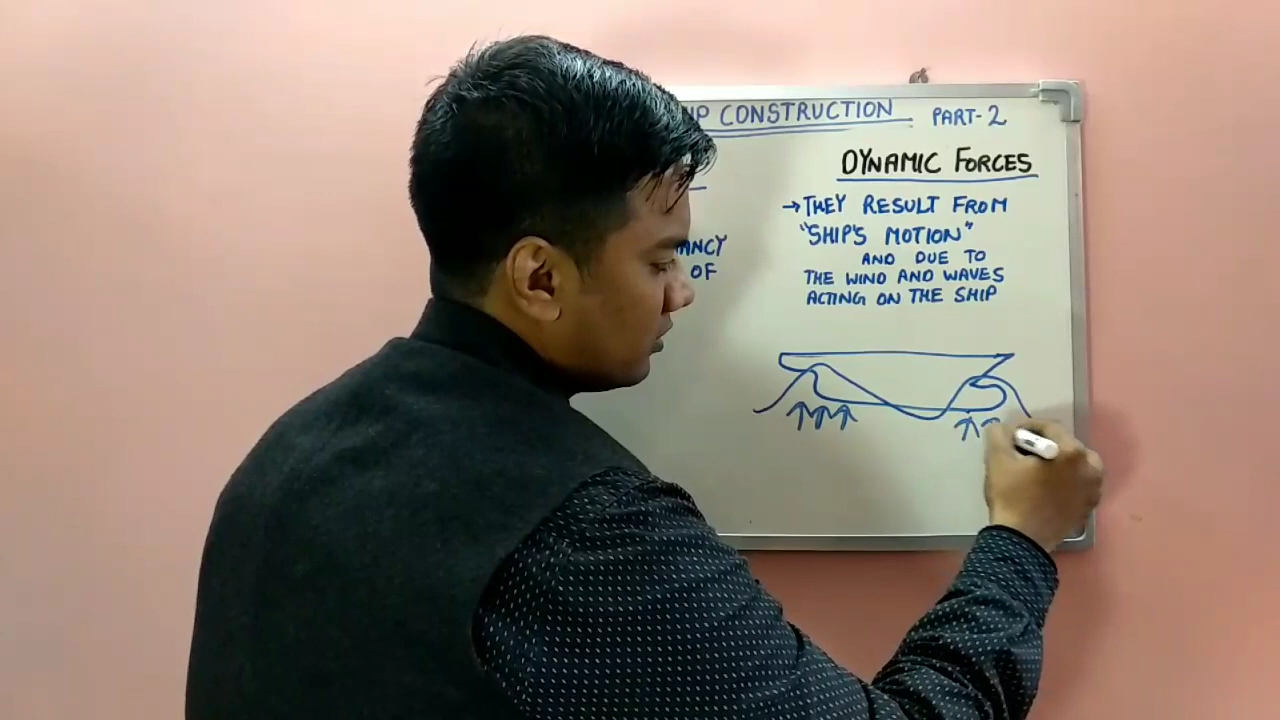 CONSTRUCTION PART-2
DYNAMIC FORCES
OF
→THEY RESULT FROM
"SHIP'S MOTION"
AND DUE TO
THE WIND AND WAVES
ACTING ON THE SHIP